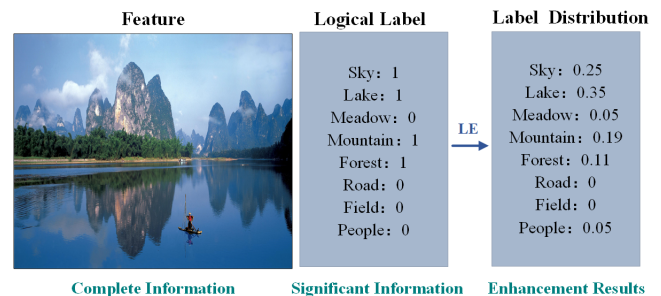 Feature
Logical Label
Label Distribution
Sky：1
Lake：1
Meadow：0
Mountain：1
Forest：1
Road：0
Field：0
People：0
LE
Sky：0.25
Lake：0.35
Meadow：0.05
Mountain：0.19
Forest：0.11
Road：0
Field：0
People：0.05
Complete Information
Significant Information
Enhancement Results